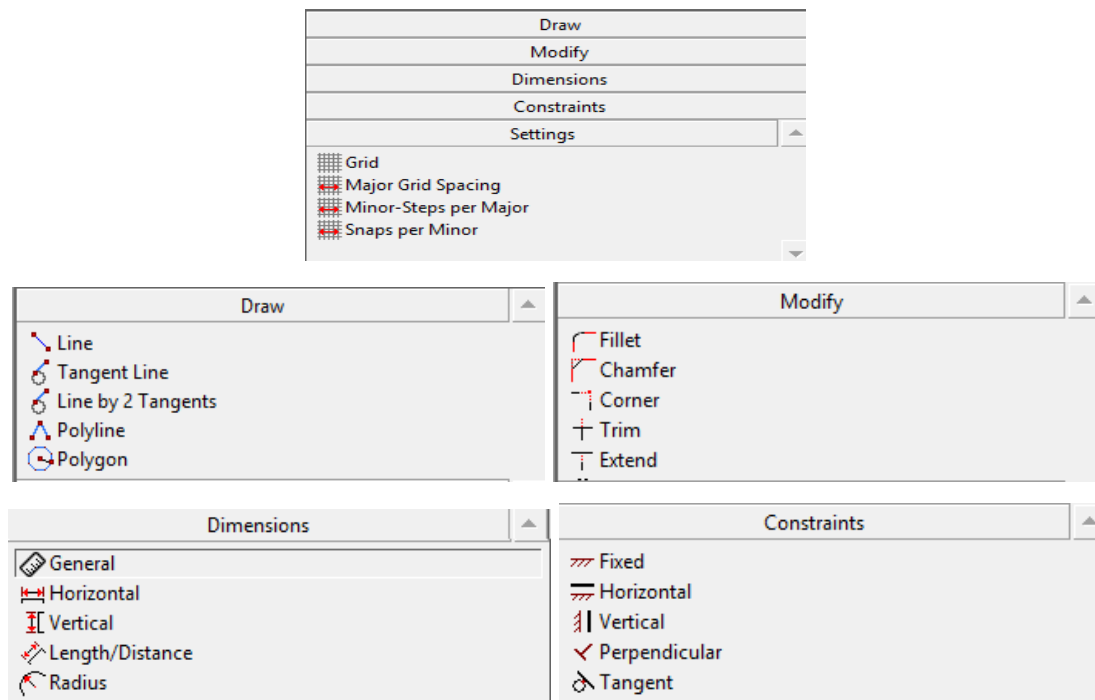 Draw
Modify
Dimensions
Constraints
Settings
Grid
Major Grid Spacing
Minor-Steps per Major
Snaps per Minor
Draw
Line
Tangent Line
Line by 2 Tangents
Polyline
Polygon
Modify
Fillet
Chamfer
Corner
Trim
Extend
Dimensions
General
Horizontal
Vertical
Length/Distance
Radius
Constraints
Fixed
Horizontal
Vertical
Perpendicular
Tangent